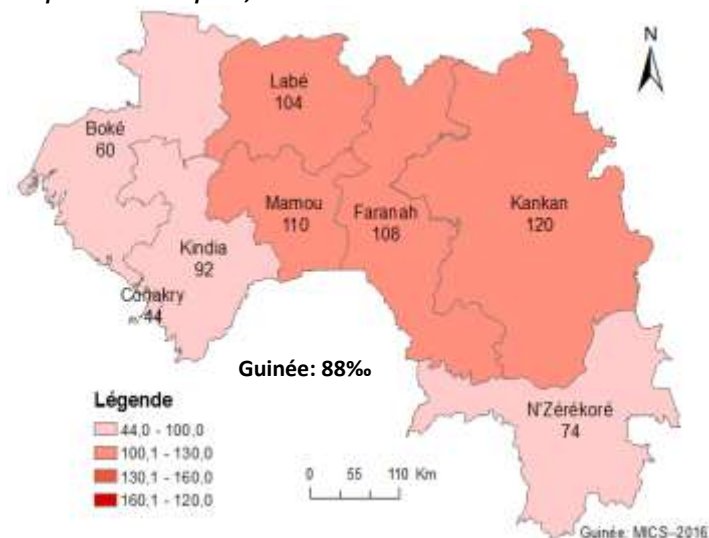 N
Labé
104
Boké
60
Mamou
110
Faranah
108
Kankan
120
Kindia
92
Conakry
44
Guinée: 88‰
N'Zérékoré
74
Légende
44,0 - 100,0
100,1 - 130,0
130,1 - 160,0
160,1 - 120,0
0 55 110 Km
Guinée: MICS-2016